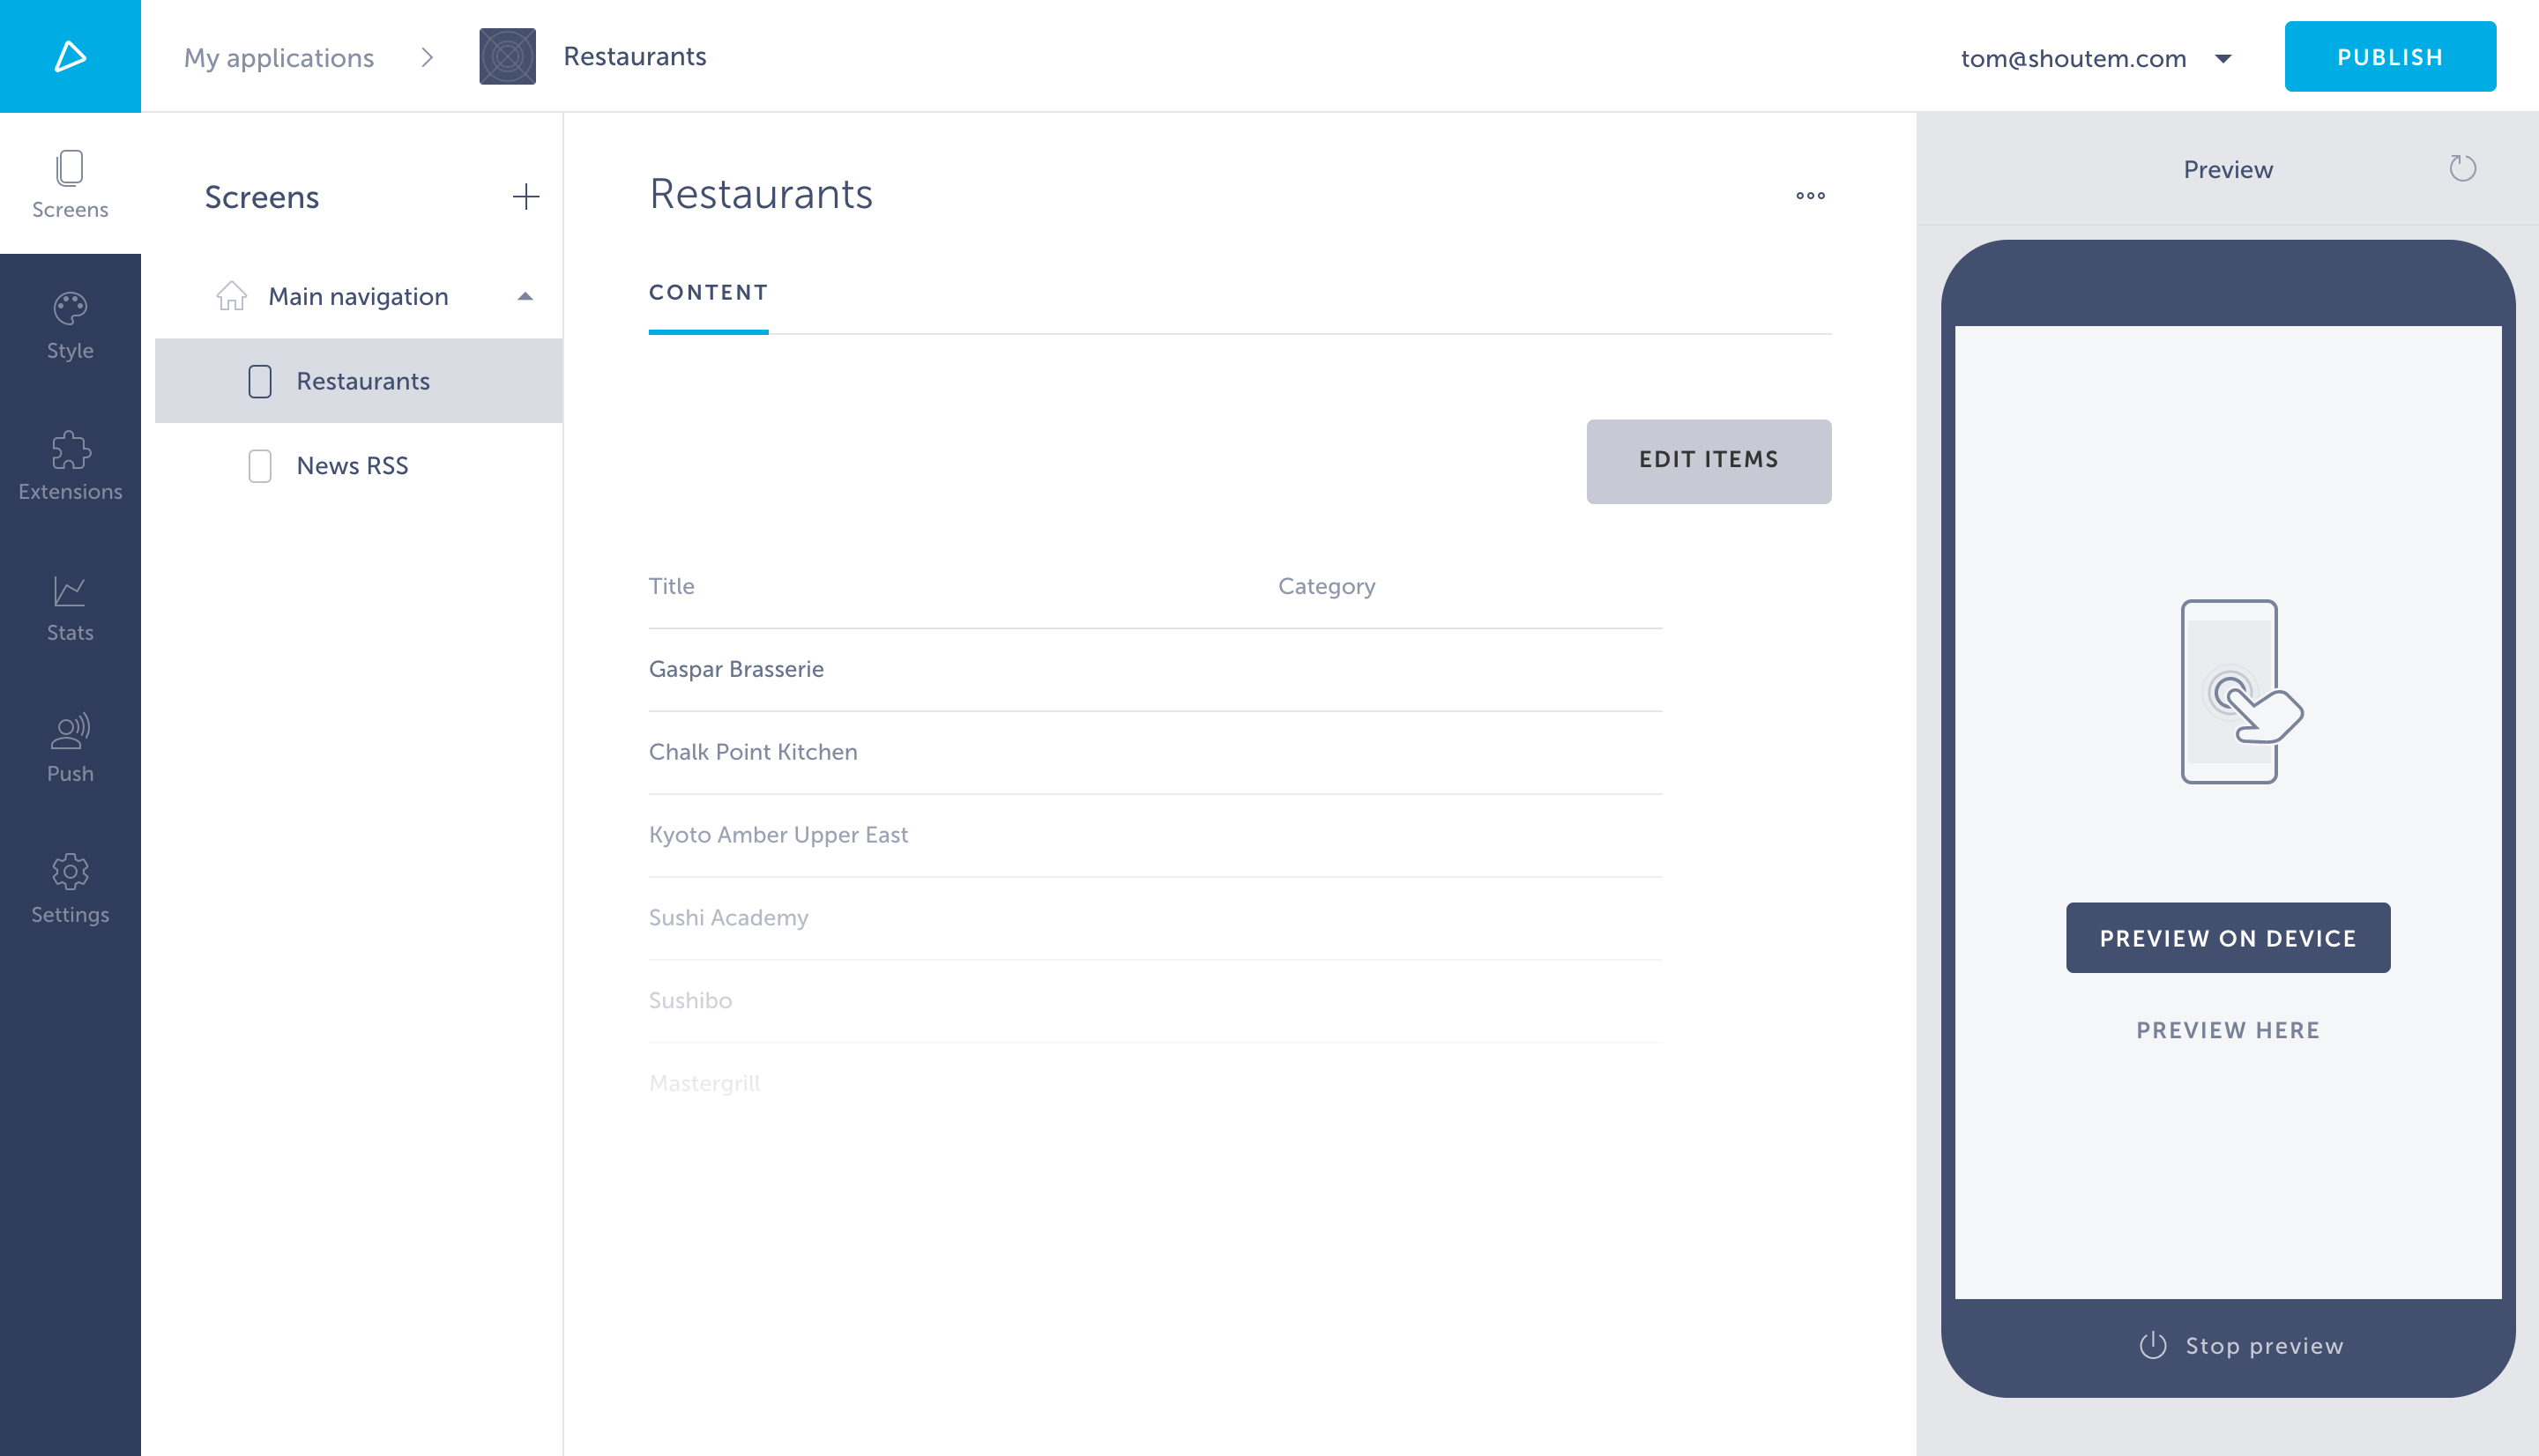 My applications
Restaurants
tom@shoutem.com
PUBLISH
Screens
Style
Extensions
Stats
Push
Settings
Screens
Main navigation
Restaurants
News RSS
Restaurants
CONTENT
EDIT ITEMS
Title Category
Gaspar Brasserie
Chalk Point Kitchen
Kyoto Amber Upper East
Sushi Academy
Sushibo
Mastergrill
Preview
PREVIEW ON DEVICE
PREVIEW HERE
Stop preview